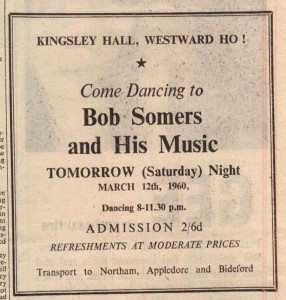 KINGSLEY HALL, WESTWARD HO !
★
Come Dancing to
Bob Somers
and His Music
TOMORROW (Saturday) Night
MARCH 12th, 1960,
Dancing 8-11.30 p.m.
ADMISSION 2/6d
REFRESHMENTS AT MODERATE PRICES
Transport to Northam, Appledore and Bideford